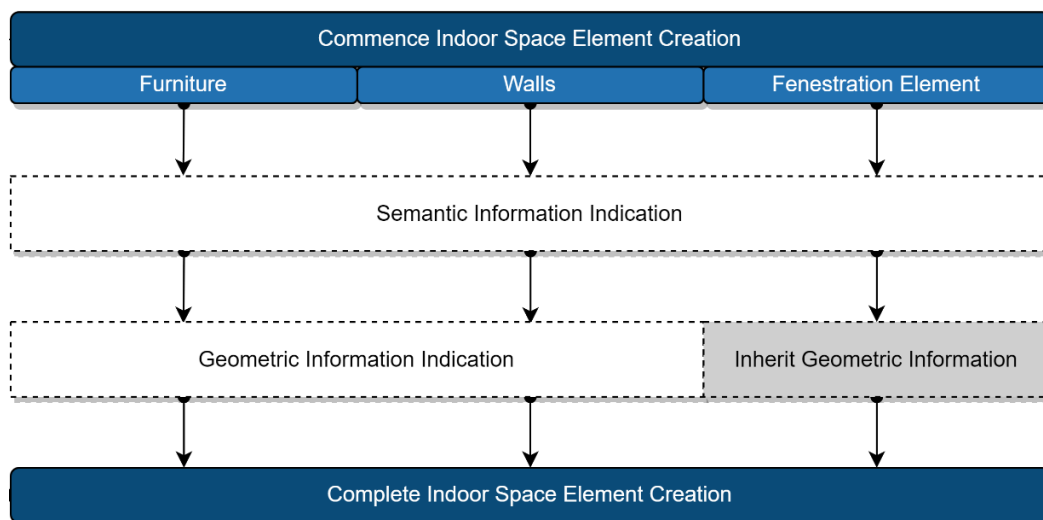 Commence Indoor Space Element Creation
Furniture
Walls
Fenestration Element
Semantic Information Indication
Geometric Information Indication
Inherit Geometric Information
Complete Indoor Space Element Creation